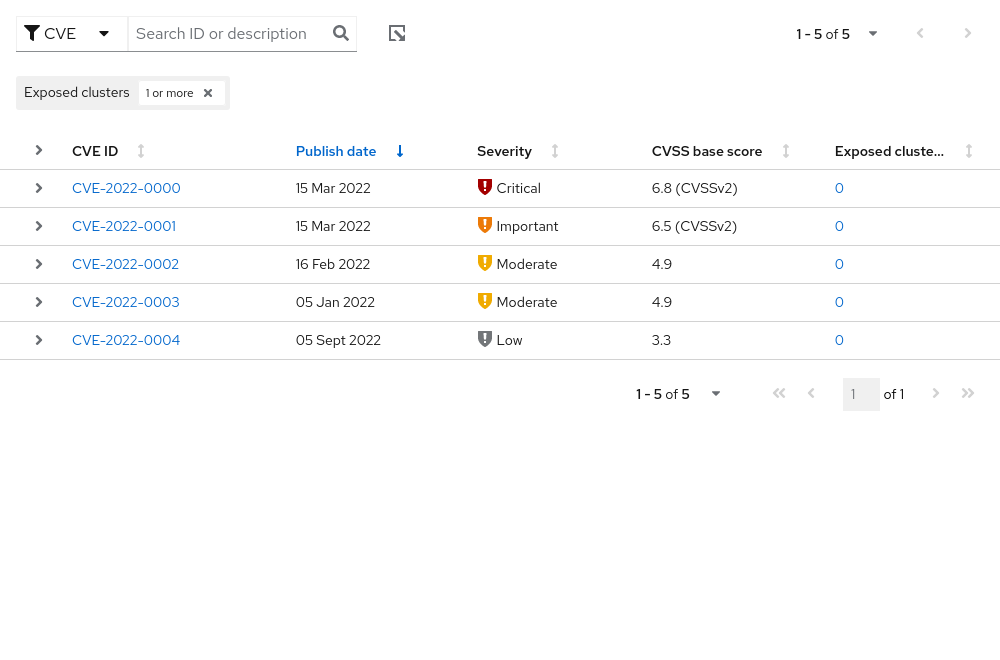 CVE Search ID or description 1 - 5 of 5
Exposed clusters 1 or more
CVE ID Publish date Severity CVSS base score Exposed cluste...
CVE-2022-0000 15 Mar 2022 Critical 6.8 (CVSSv2) 0
CVE-2022-0001 15 Mar 2022 Important 6.5 (CVSSv2) 0
CVE-2022-0002 16 Feb 2022 Moderate 4.9 0
CVE-2022-0003 05 Jan 2022 Moderate 4.9 0
CVE-2022-0004 05 Sept 2022 Low 3.3 0
1 - 5 of 5 1 of 1